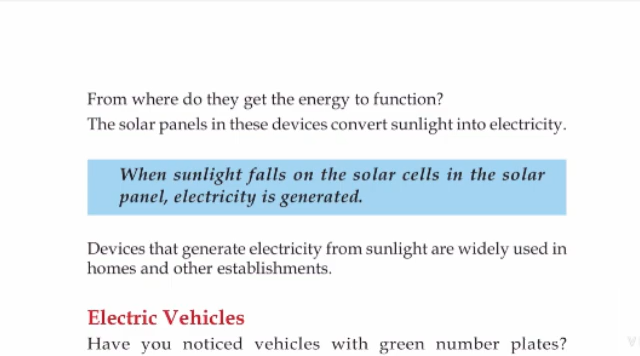 From where do they get the energy to function?
The solar panels in these devices convert sunlight into electricity.
When sunlight falls on the solar cells in the solar
panel, electricity is generated.
Devices that generate electricity from sunlight are widely used in
homes and other establishments.
Electric Vehicles
Have you noticed vehicles with green number plates?